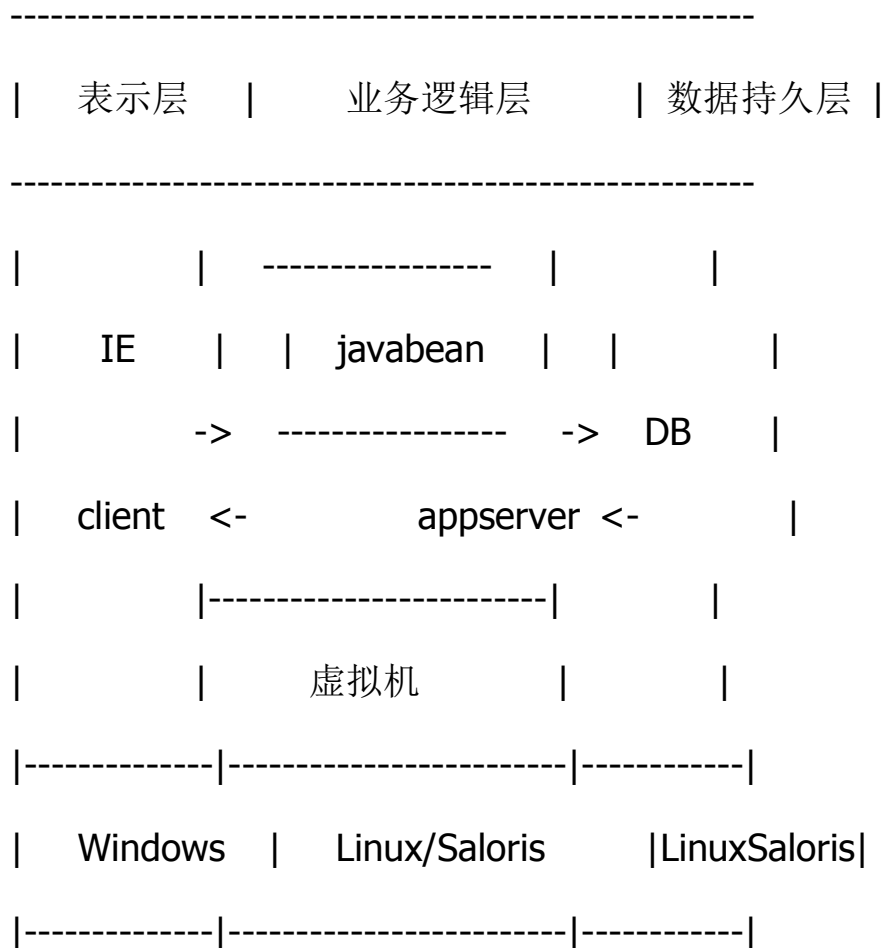 -------------------------------------------------------
| 表示层 | 业务逻辑层 | 数据持久层 |
-------------------------------------------------------
| | ----------------- | |
| IE | | javabean | | |
| -> ----------------- -> DB |
| client <- appserver <- |
| |-------------------------| |
| | 虚拟机 | |
|--------------|-------------------------|------------|
| Windows | Linux/Saloris |LinuxSaloris|
|--------------|-------------------------|------------|